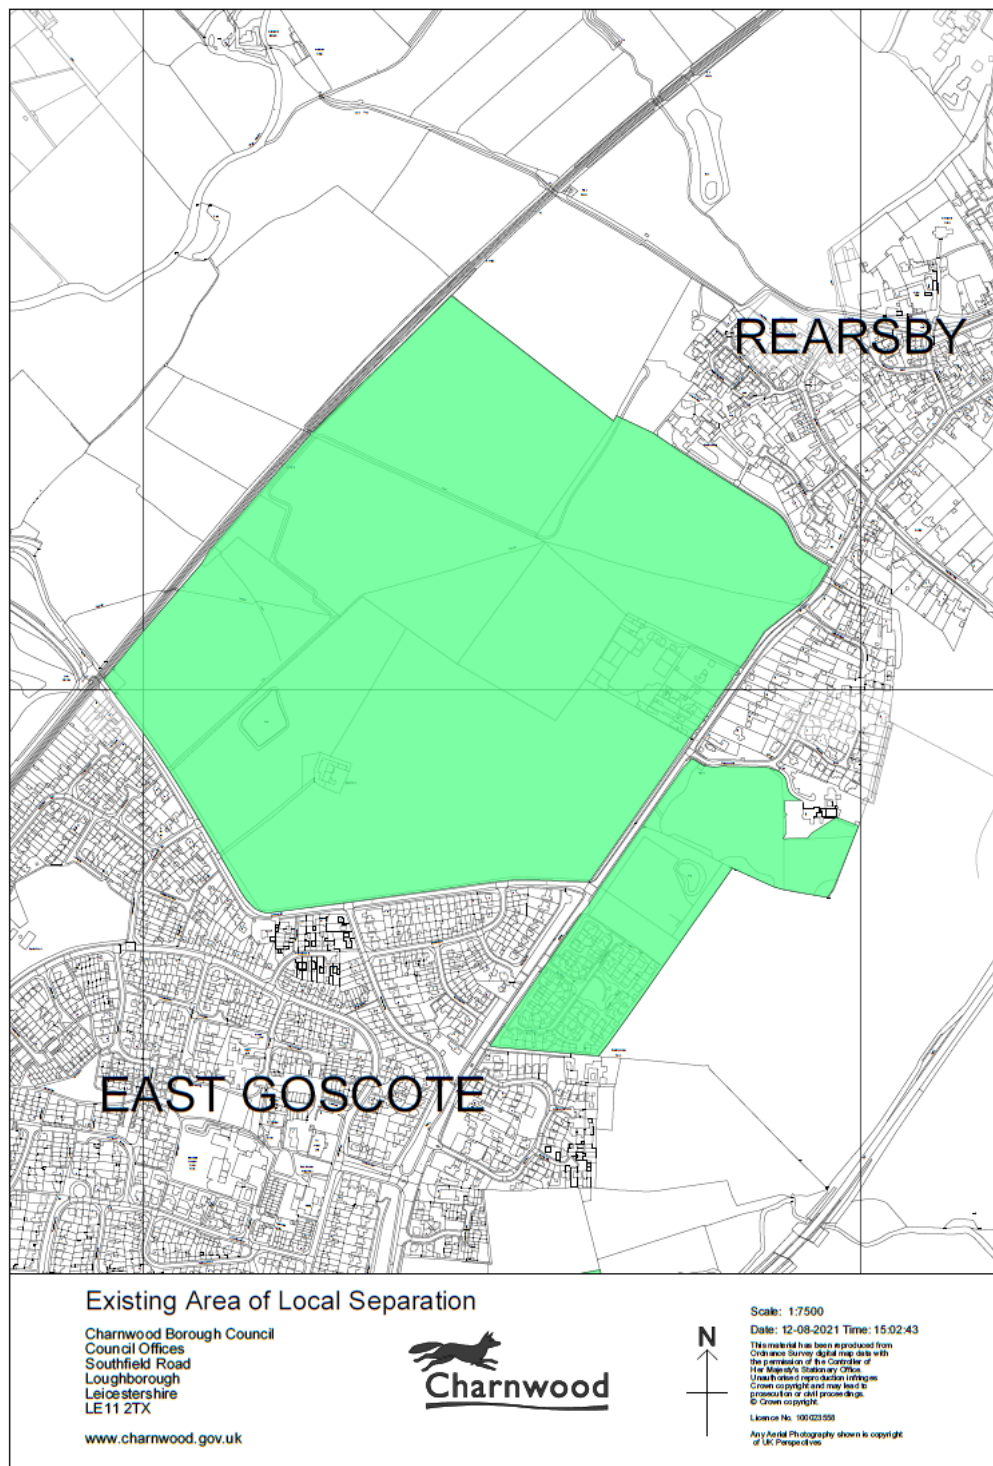 REARSBY
EAST GOSCOTE
Existing Area of Local Separation
Charnwood Borough Council
Council Offices
Southfield Road
Loughborough
Leicestershire
LE11 2TX
www.charnwood.gov.uk
Charnwood
N
Scale: 1:7500
Date: 12-08-2021 Time: 15:02:43
This material has been reproduced from
Ordnance Survey digital map data with
the permission of the Controller of
Her Majesty's Stationery Office.
Unauthorised reproduction infringes
Crown copyright and may lead to
prosecution or civil proceedings.
© Crown copyright.
Licence No. 100023558
Any Aerial Photography shown is copyright
of UK Perspectives